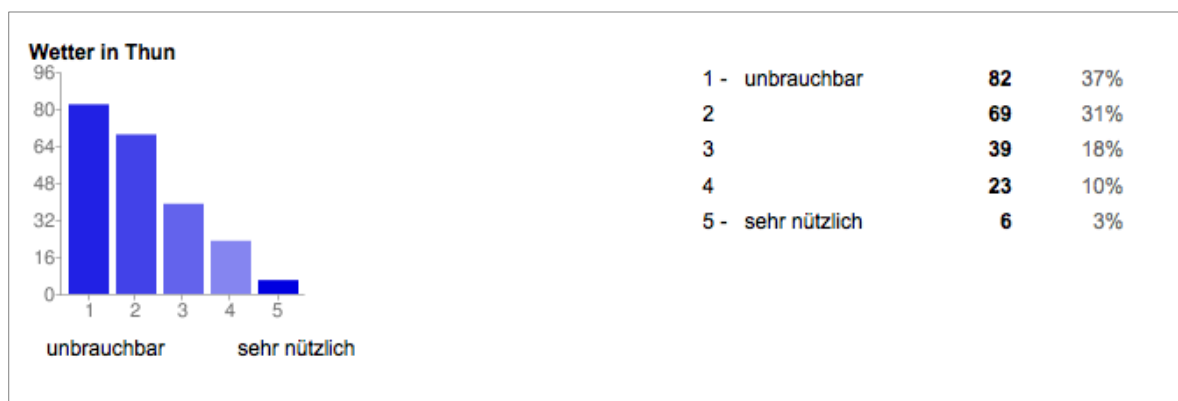 Wetter in Thun
96
80
64
48
32
16
0
1 2 3 4 5
unbrauchbar sehr nützlich
1 - unbrauchbar 82 37%
2 69 31%
3 39 18%
4 23 10%
5 - sehr nützlich 6 3%